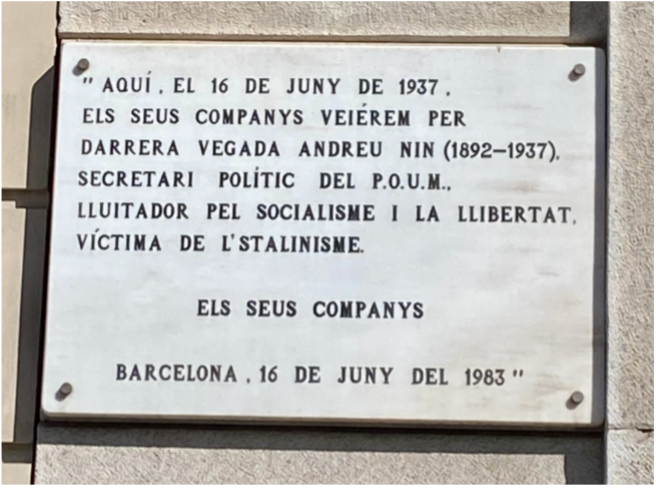 " AQUÍ, EL 16 DE JUNY DE 1937,
ELS SEUS COMPANYS VEIÉREM PER
DARRERA VEGADA ANDREU NIN (1892-1937),
SECRETARI POLÍTIC DEL P.O.U.M.,
LLUITADOR PEL SOCIALISME I LA LLIBERTAT,
VÍCTIMA DE L'STALINISME.
ELS SEUS COMPANYS
BARCELONA, 16 DE JUNY DEL 1983 "